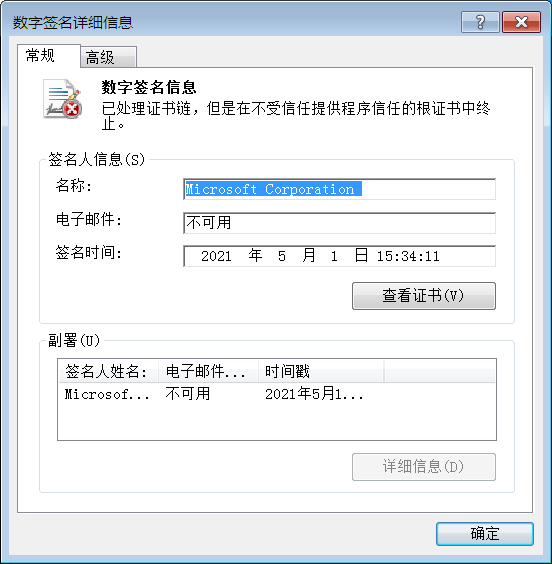 数字签名详细信息
常规
高级
数字签名信息
已处理证书链，但是在不受信任提供程序信任的根证书中终
止。
签名人信息(S)
名称:
Microsoft Corporation
电子邮件:
不可用
签名时间:
2021 年 5 月 1 日 15:34:11
查看证书(V)
副署(U)
签名人姓名: 电子邮件... 时间戳
Microsof... 不可用 2021年5月1...
详细信息(D)
确定